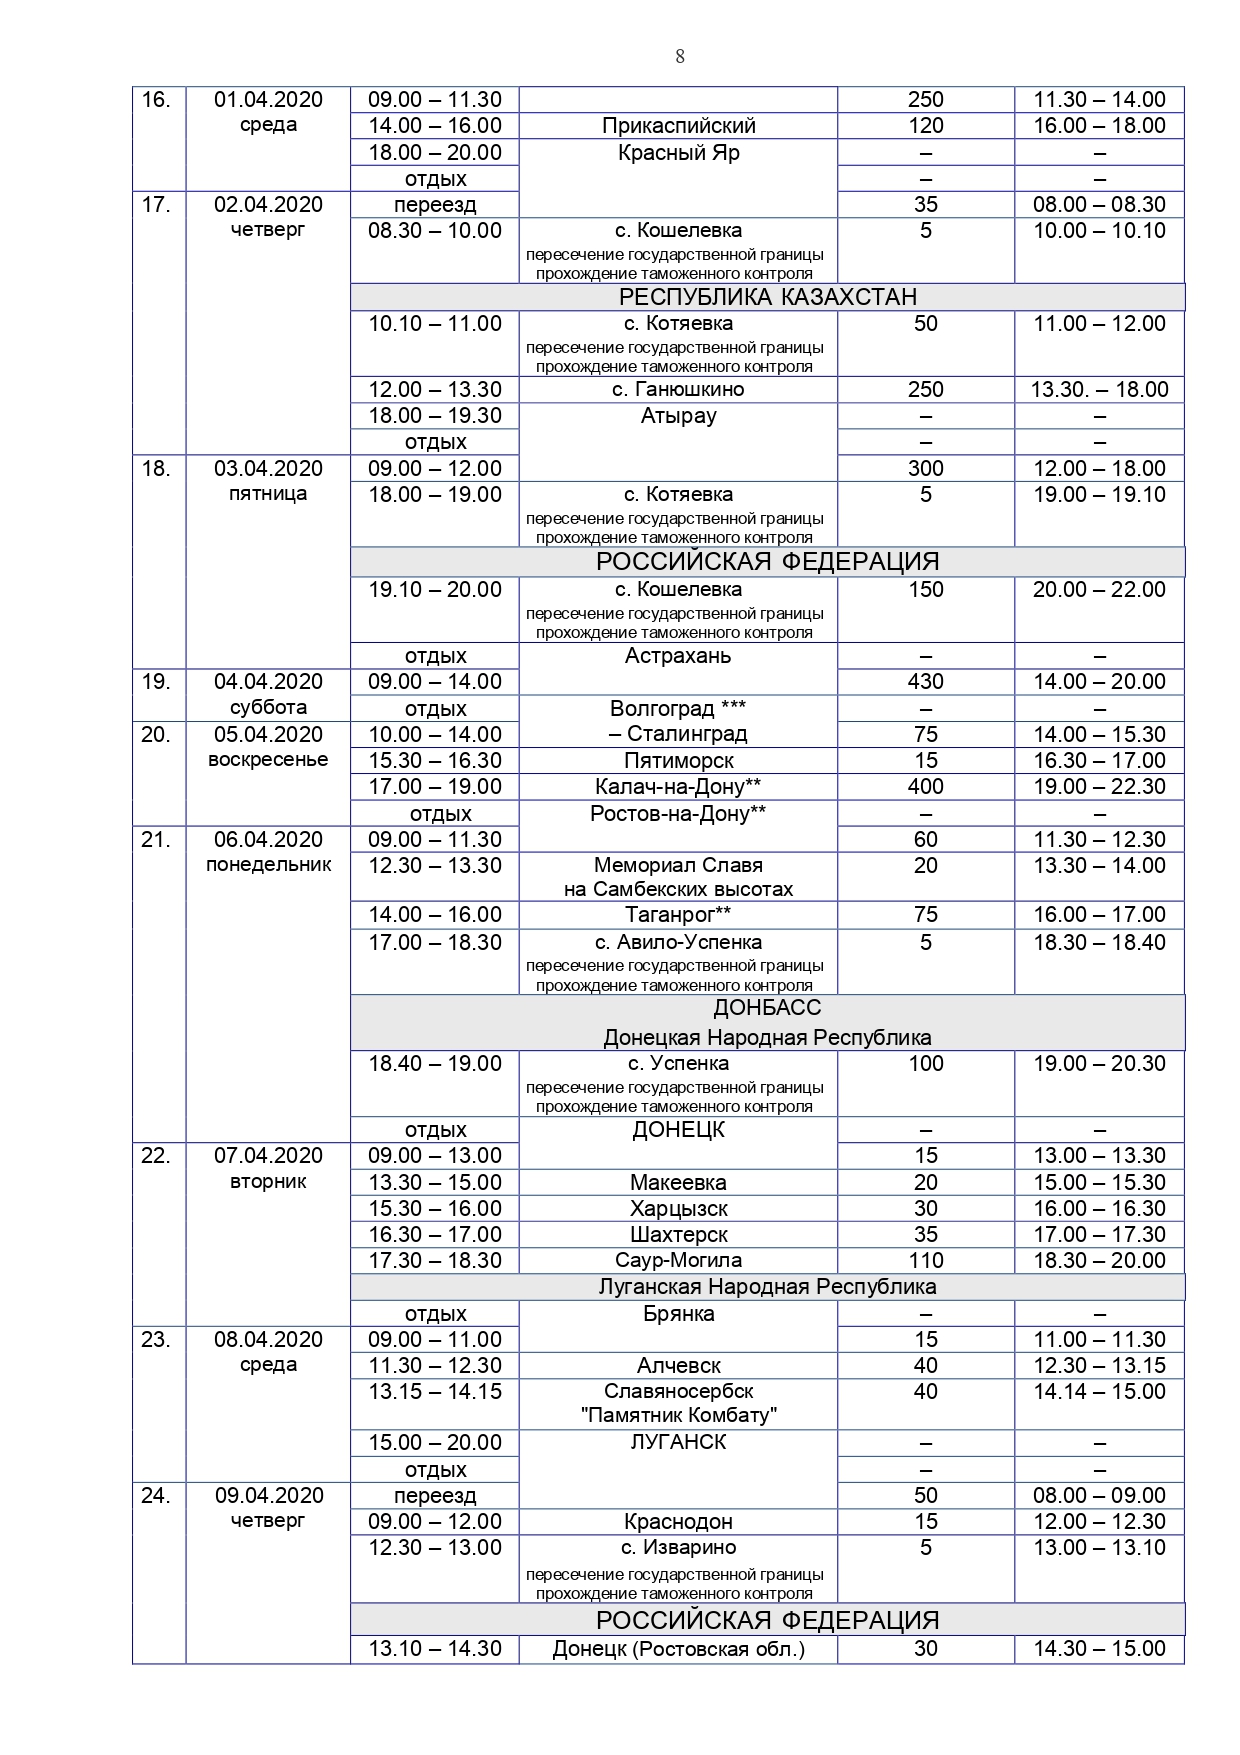 8
16. 01.04.2020 09.00 – 11.30 250 11.30 – 14.00
среда 14.00 – 16.00 Прикаспийский 120 16.00 – 18.00
18.00 – 20.00 Красный Яр – –
отдых – –
17. 02.04.2020 переезд 35 08.00 – 08.30
четверг 08.30 – 10.00 с. Кошелевка 5 10.00 – 10.10
пересечение государственной границы
прохождение таможенного контроля
РЕСПУБЛИКА КАЗАХСТАН
10.10 – 11.00 с. Котяевка 50 11.00 – 12.00
пересечение государственной границы
прохождение таможенного контроля
12.00 – 13.30 с. Ганюшкино 250 13.30. – 18.00
18.00 – 19.30 Атырау – –
отдых – –
18. 03.04.2020 09.00 – 12.00 300 12.00 – 18.00
пятница 18.00 – 19.00 с. Котяевка 5 19.00 – 19.10
пересечение государственной границы
прохождение таможенного контроля
РОССИЙСКАЯ ФЕДЕРАЦИЯ
19.10 – 20.00 с. Кошелевка 150 20.00 – 22.00
пересечение государственной границы
прохождение таможенного контроля
отдых Астрахань – –
19. 04.04.2020 09.00 – 14.00 430 14.00 – 20.00
суббота отдых Волгоград *** – –
20. 05.04.2020 10.00 – 14.00 – Сталинград 75 14.00 – 15.30
воскресенье 15.30 – 16.30 Пятиморск 15 16.30 – 17.00
17.00 – 19.00 Калач-на-Дону** 400 19.00 – 22.30
отдых Ростов-на-Дону** – –
21. 06.04.2020 09.00 – 11.30 60 11.30 – 12.30
понедельник 12.30 – 13.30 Мемориал Славя 20 13.30 – 14.00
на Самбекских высотах
14.00 – 16.00 Таганрог** 75 16.00 – 17.00
17.00 – 18.30 с. Авило-Успенка 5 18.30 – 18.40
пересечение государственной границы
прохождение таможенного контроля
ДОНБАСС
Донецкая Народная Республика
18.40 – 19.00 с. Успенка 100 19.00 – 20.30
пересечение государственной границы
прохождение таможенного контроля
отдых ДОНЕЦК – –
22. 07.04.2020 09.00 – 13.00 15 13.00 – 13.30
вторник 13.30 – 15.00 Макеевка 20 15.00 – 15.30
15.30 – 16.00 Харцызск 30 16.00 – 16.30
16.30 – 17.00 Шахтерск 35 17.00 – 17.30
17.30 – 18.30 Саур-Могила 110 18.30 – 20.00
Луганская Народная Республика
отдых Брянка – –
23. 08.04.2020 09.00 – 11.00 15 11.00 – 11.30
среда 11.30 – 12.30 Алчевск 40 12.30 – 13.15
13.15 – 14.15 Славяносербск 40 14.14 – 15.00
"Памятник Комбату"
15.00 – 20.00 ЛУГАНСК – –
отдых – –
24. 09.04.2020 переезд 50 08.00 – 09.00
четверг 09.00 – 12.00 Краснодон 15 12.00 – 12.30
12.30 – 13.00 с. Изварино 5 13.00 – 13.10
пересечение государственной границы
прохождение таможенного контроля
РОССИЙСКАЯ ФЕДЕРАЦИЯ
13.10 – 14.30 Донецк (Ростовская обл.) 30 14.30 – 15.00